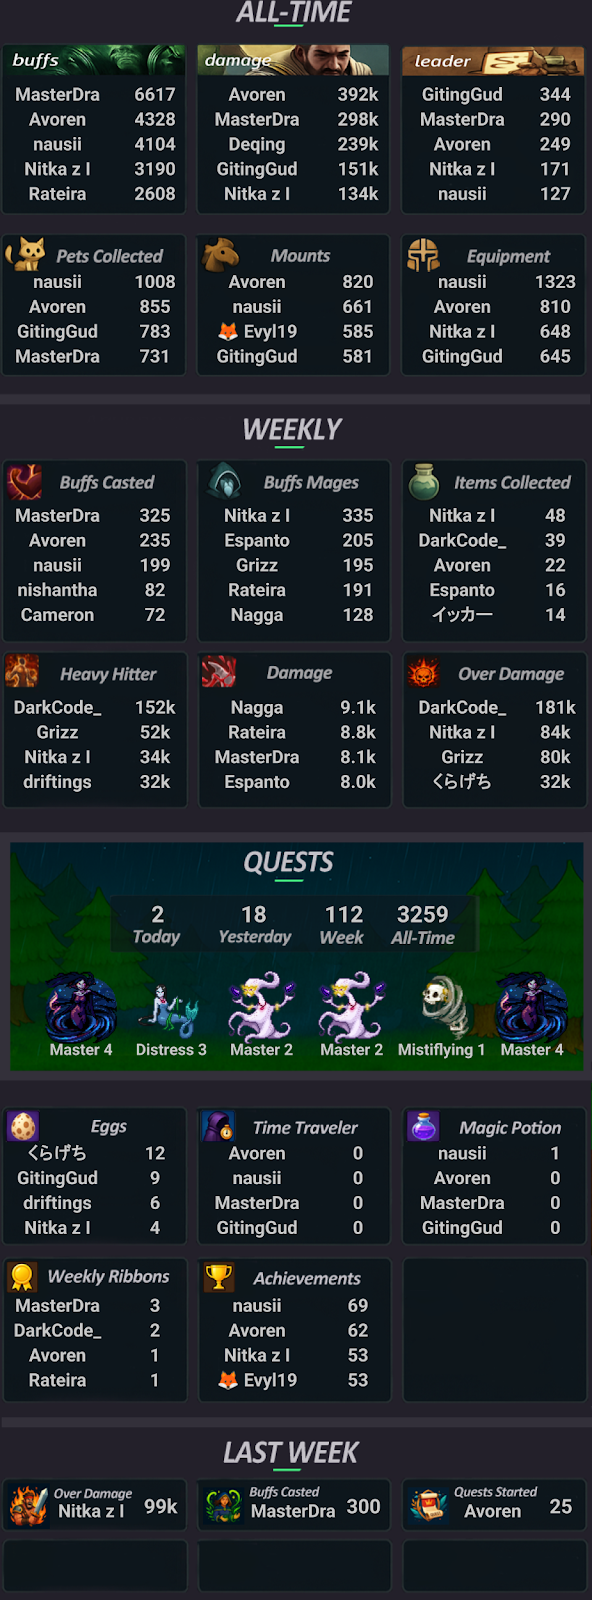 ALL-TIME
buffs
MasterDra 6617
Avoren 4328
nausii 4104
Nitka z I 3190
Rateira 2608
damage
Avoren 392k
MasterDra 298k
Deqing 239k
GitingGud 151k
Nitka z I 134k
leader
GitingGud 344
MasterDra 290
Avoren 249
Nitka z I 171
nausii 127
Pets Collected
nausii 1008
Avoren 855
GitingGud 783
MasterDra 731
Mounts
Avoren 820
nausii 661
🦊 Evyl19 585
GitingGud 581
Equipment
nausii 1323
Avoren 810
Nitka z I 648
GitingGud 645
WEEKLY
Buffs Casted
MasterDra 325
Avoren 235
nausii 199
nishantha 82
Cameron 72
Buffs Mages
Nitka z I 335
Espanto 205
Grizz 195
Rateira 191
Nagga 128
Items Collected
Nitka z I 48
DarkCode_ 39
Avoren 22
Espanto 16
イッカー 14
Heavy Hitter
DarkCode_ 152k
Grizz 52k
Nitka z I 34k
driftings 32k
Damage
Nagga 9.1k
Rateira 8.8k
MasterDra 8.1k
Espanto 8.0k
Over Damage
DarkCode_ 181k
Nitka z I 84k
Grizz 80k
くらげち 32k
QUESTS
2 18 112 3259
Today Yesterday Week All-Time
Master 4 Distress 3 Master 2 Master 2 Mistiflying 1 Master 4
Eggs
くらげち 12
GitingGud 9
driftings 6
Nitka z I 4
Time Traveler
Avoren 0
nausii 0
MasterDra 0
GitingGud 0
Magic Potion
nausii 1
Avoren 0
MasterDra 0
GitingGud 0
Weekly Ribbons
MasterDra 3
DarkCode_ 2
Avoren 1
Rateira 1
Achievements
nausii 69
Avoren 62
Nitka z I 53
🦊 Evyl19 53
LAST WEEK
Over Damage
Nitka z I 99k
Buffs Casted
MasterDra 300
Quests Started
Avoren 25